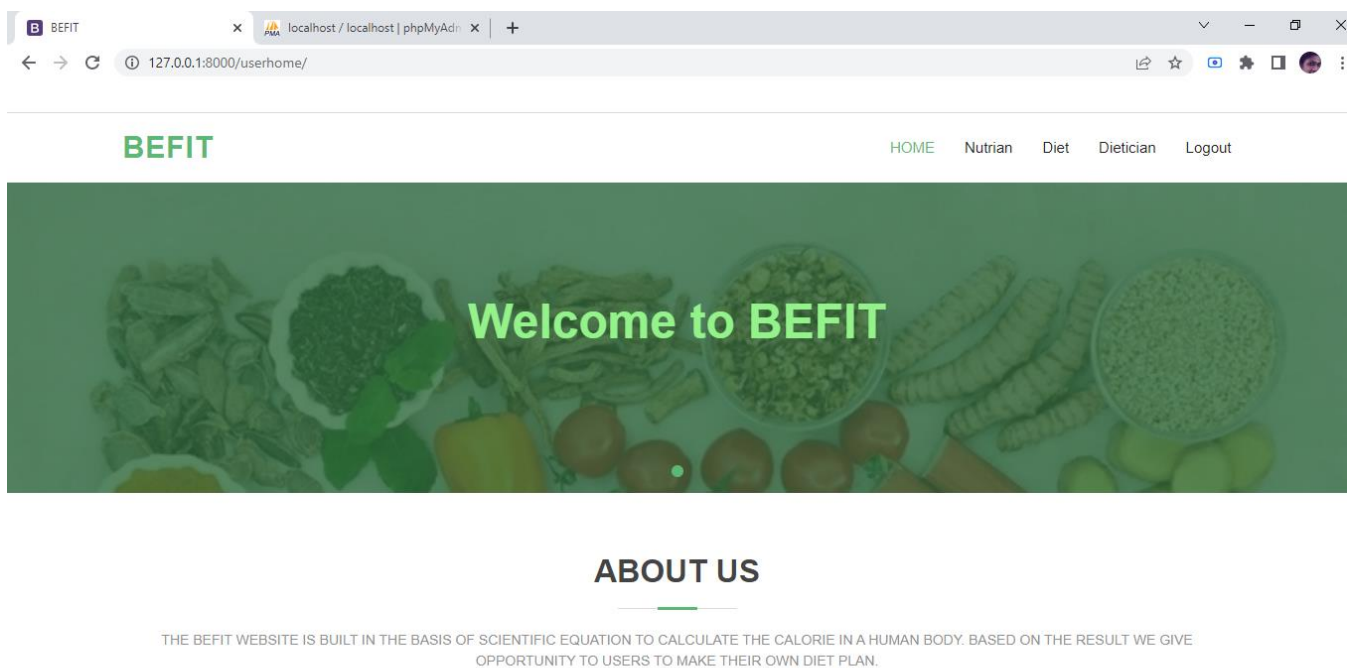 B BEFIT
PMA localhost / localhost | phpMyAdn
127.0.0.1:8000/userhome/
BEFIT
HOME Nutrian Diet Dietician Logout
Welcome to BEFIT
ABOUT US
THE BEFIT WEBSITE IS BUILT IN THE BASIS OF SCIENTIFIC EQUATION TO CALCULATE THE CALORIE IN A HUMAN BODY. BASED ON THE RESULT WE GIVE
OPPORTUNITY TO USERS TO MAKE THEIR OWN DIET PLAN.